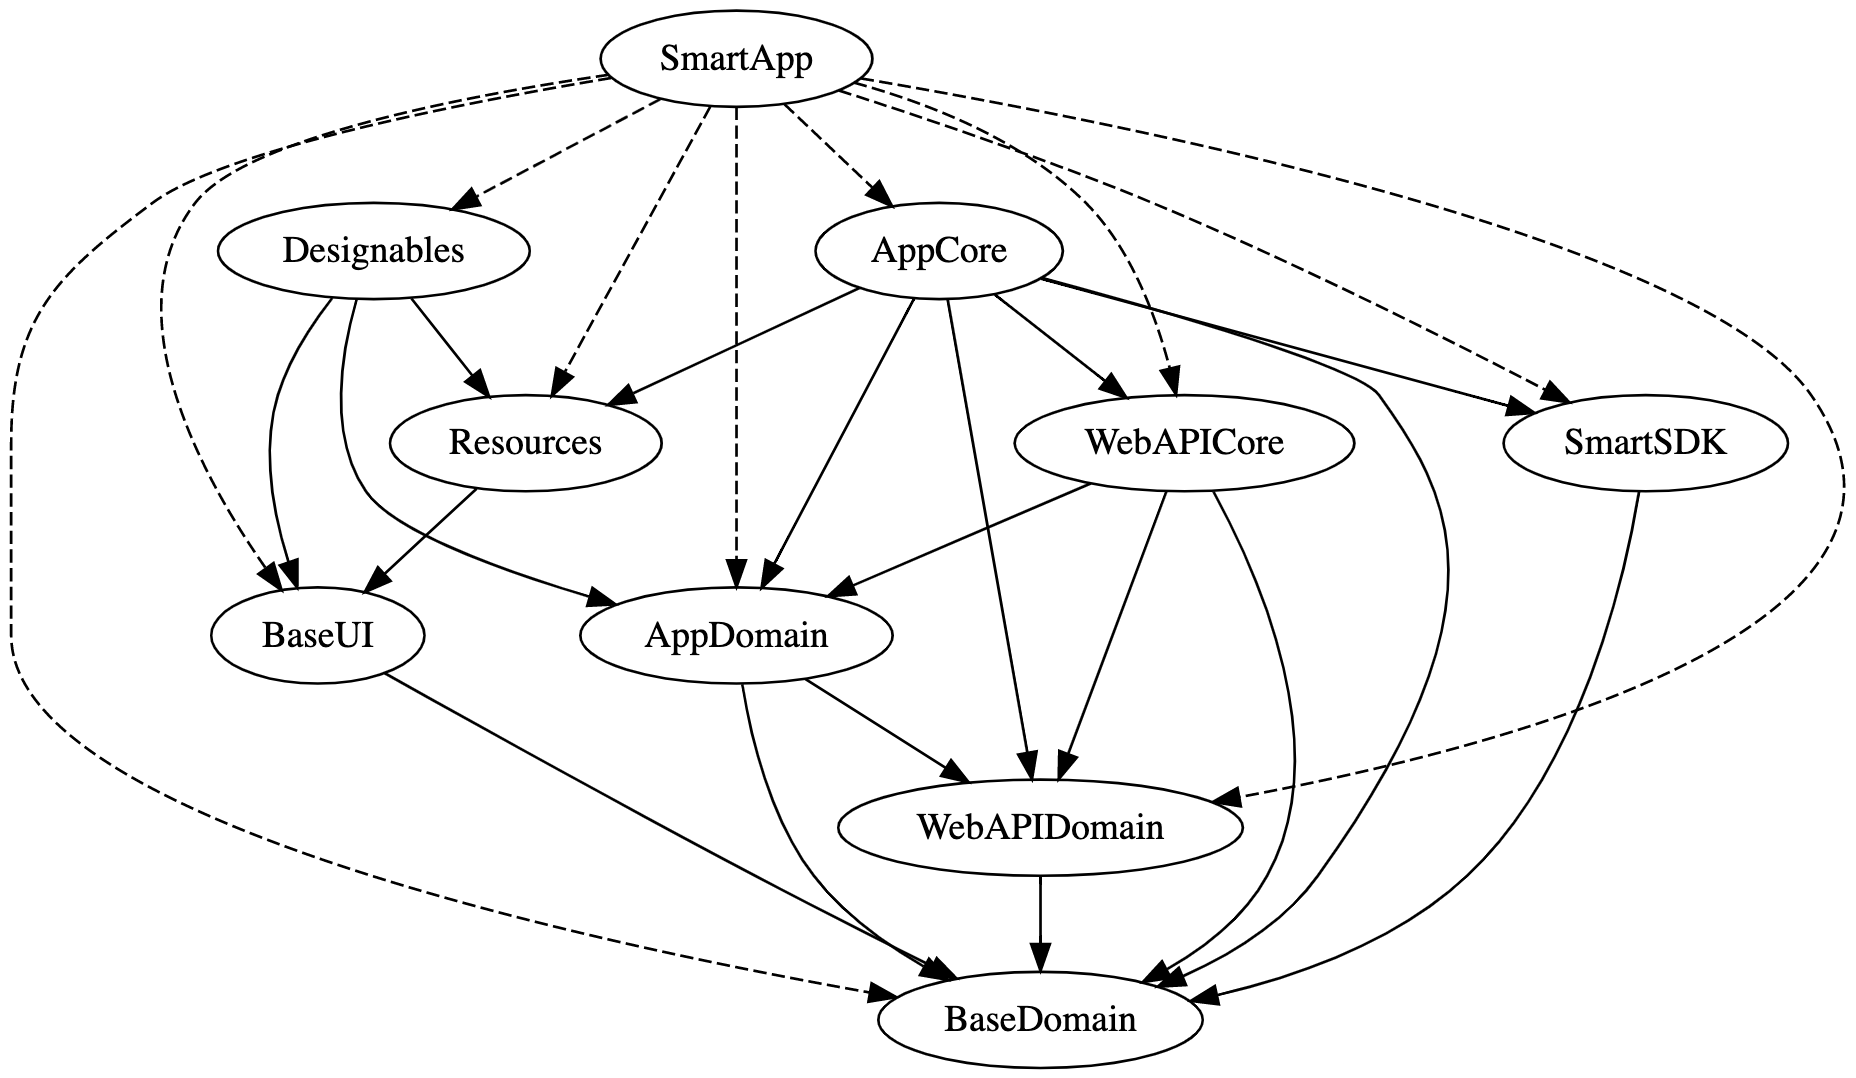 SmartApp
Designables
AppCore
Resources
WebAPICore
SmartSDK
BaseUI
AppDomain
WebAPIDomain
BaseDomain